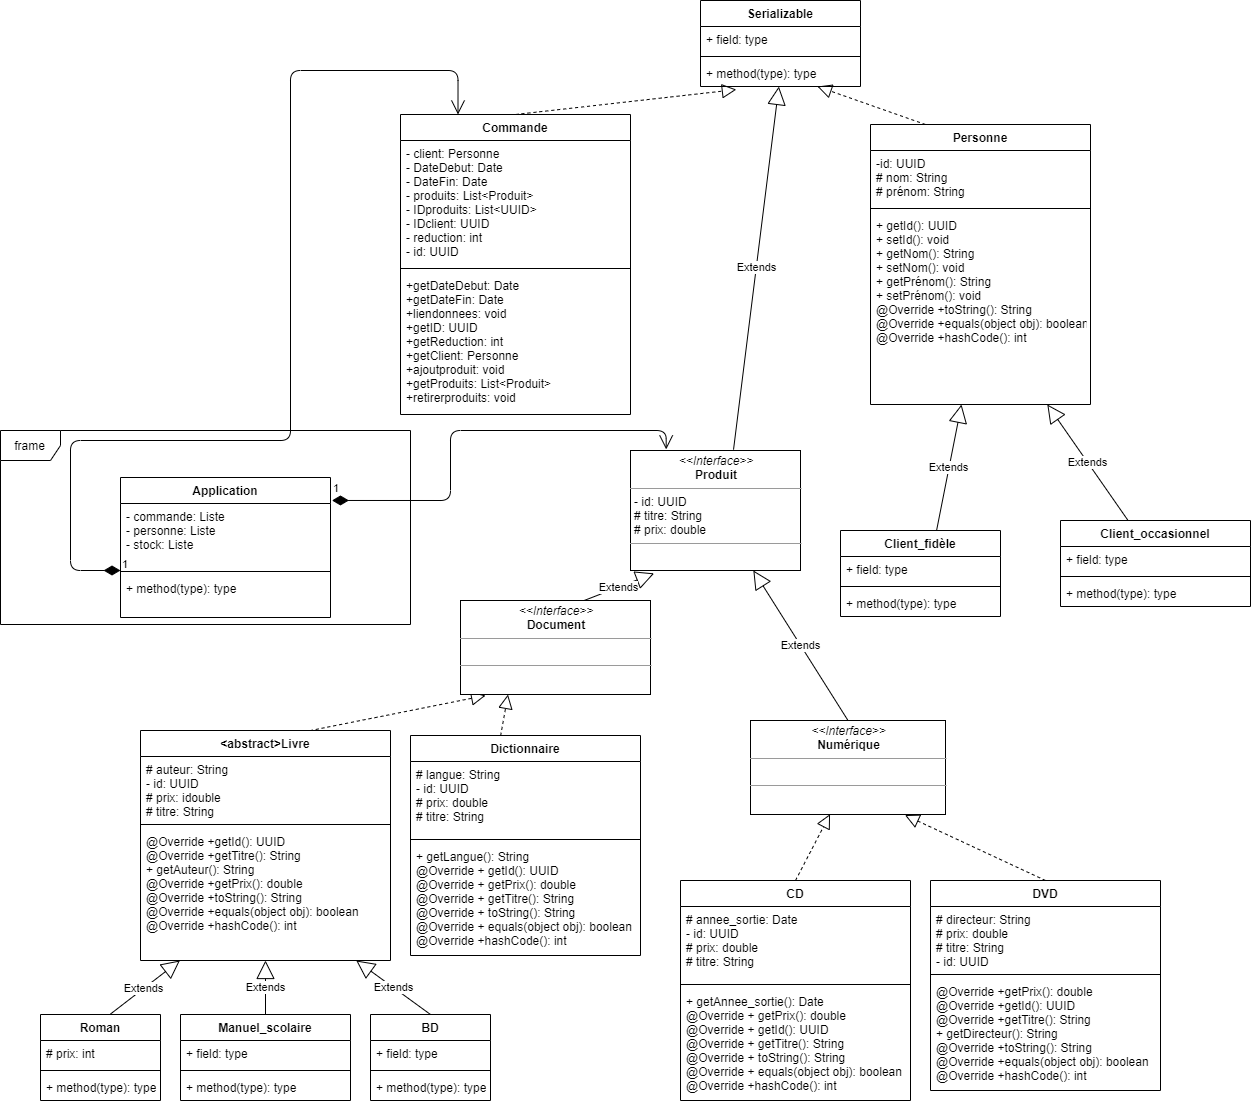 Serializable
+ field: type
+ method(type): type
Commande
- client: Personne
- DateDebut: Date
- DateFin: Date
- produits: List<Produit>
- IDproduits: List<UUID>
- IDclient: UUID
- reduction: int
- id: UUID
+getDateDebut: Date
+getDateFin: Date
+liendonnees: void
+getID: UUID
+getReduction: int
+getClient: Personne
+ajoutproduit: void
+getProduits: List<Produit>
+retirerproduits: void
Personne
-id: UUID
# nom: String
# prénom: String
+ getId(): UUID
+ setId(): void
+ getNom(): String
+ setNom(): void
+ getPrénom(): String
+ setPrénom(): void
@Override +toString(): String
@Override +equals(object obj): boolean
@Override +hashCode(): int
Extends
frame
Application
- commande: Liste
- personne: Liste
- stock: Liste
+ method(type): type
1
1
<<Interface>>
Produit
- id: UUID
# titre: String
# prix: double
Extends
Extends
Client_fidèle
+ field: type
+ method(type): type
Client_occasionnel
+ field: type
+ method(type): type
Extends
<<Interface>>
Document
Extends
<<Interface>>
Numérique
<abstract>Livre
# auteur: String
- id: UUID
# prix: idouble
# titre: String
@Override +getId(): UUID
@Override +getTitre(): String
+ getAuteur(): String
@Override +getPrix(): double
@Override +toString(): String
@Override +equals(object obj): boolean
@Override +hashCode(): int
Dictionnaire
# langue: String
- id: UUID
# prix: double
# titre: String
+ getLangue(): String
@Override + getId(): UUID
@Override + getPrix(): double
@Override + getTitre(): String
@Override + toString(): String
@Override + equals(object obj): boolean
@Override +hashCode(): int
CD
# annee_sortie: Date
- id: UUID
# prix: double
# titre: String
+ getAnnee_sortie(): Date
@Override + getPrix(): double
@Override + getId(): UUID
@Override + getTitre(): String
@Override + toString(): String
@Override + equals(object obj): boolean
@Override +hashCode(): int
DVD
# directeur: String
# prix: double
# titre: String
- id: UUID
@Override +getPrix(): double
@Override +getId(): UUID
@Override +getTitre(): String
+ getDirecteur(): String
@Override +toString(): String
@Override +equals(object obj): boolean
@Override +hashCode(): int
Extends
Extends
Extends
Roman
# prix: int
+ method(type): type
Manuel_scolaire
+ field: type
+ method(type): type
BD
+ field: type
+ method(type): type